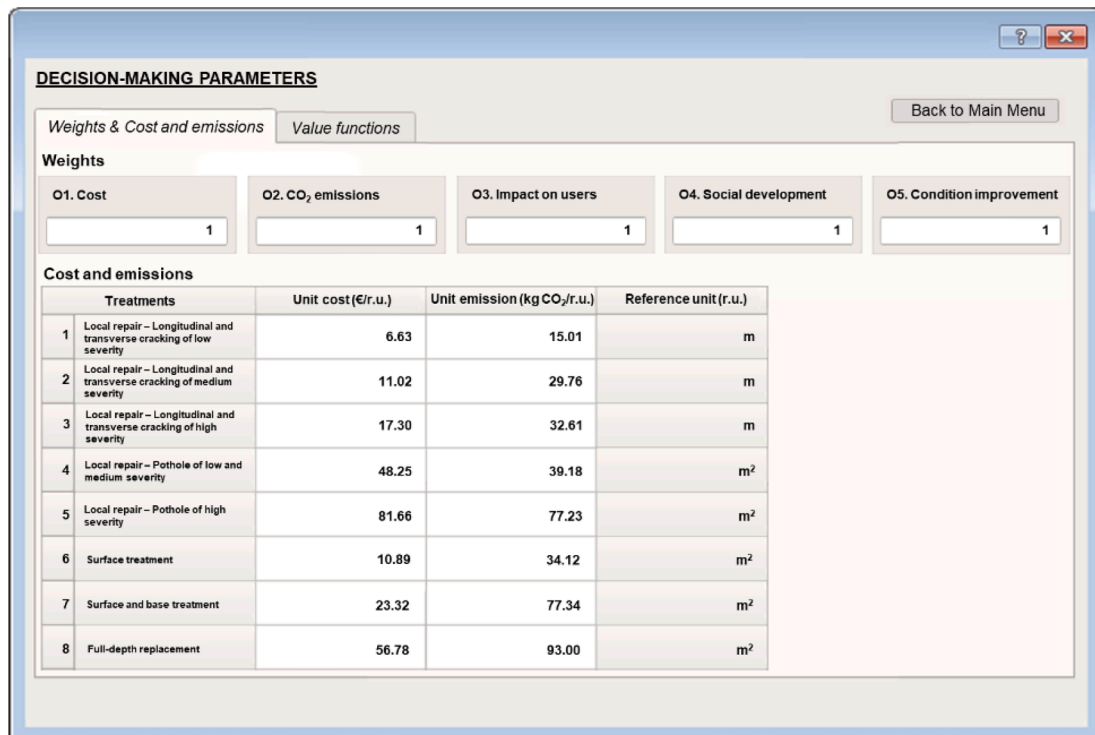 ?
DECISION-MAKING PARAMETERS
Back to Main Menu
Weights & Cost and emissions Value functions
Weights
O1. Cost O2. CO₂ emissions O3. Impact on users O4. Social development O5. Condition improvement
1 1 1 1 1
Cost and emissions
Treatments Unit cost (€/r.u.) Unit emission (kg CO₂/r.u.) Reference unit (r.u.)
1 Local repair – Longitudinal and
transverse cracking of low
severity
6.63 15.01 m
2 Local repair – Longitudinal and
transverse cracking of medium
severity
11.02 29.76 m
3 Local repair – Longitudinal and
transverse cracking of high
severity
17.30 32.61 m
4 Local repair – Pothole of low and
medium severity
48.25 39.18 m²
5 Local repair – Pothole of high
severity
81.66 77.23 m²
6 Surface treatment 10.89 34.12 m²
7 Surface and base treatment 23.32 77.34 m²
8 Full-depth replacement 56.78 93.00 m²